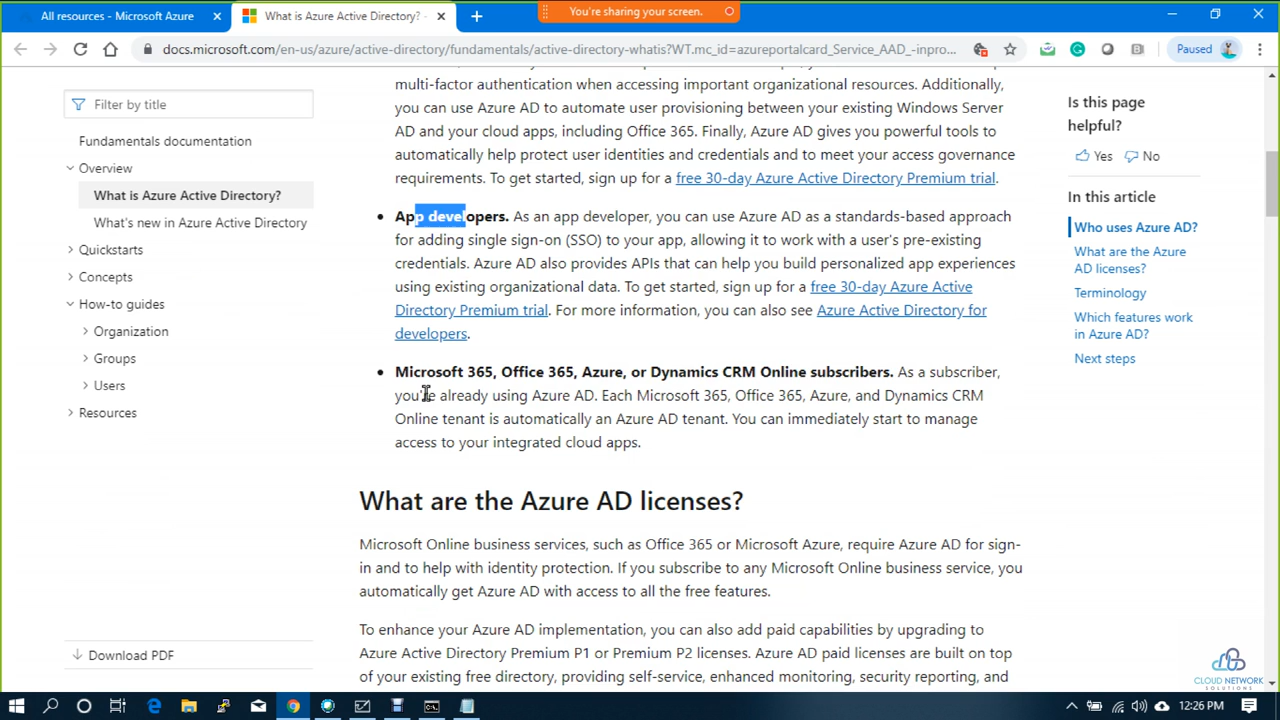 All resources - Microsoft Azure
What is Azure Active Directory? -
You're sharing your screen.
docs.microsoft.com/en-us/azure/active-directory/fundamentals/active-directory-whatis?WT.mc_id=azureportalcard_Service_AAD_-inpro...
Paused
Filter by title
Fundamentals documentation
Overview
What is Azure Active Directory?
What's new in Azure Active Directory
Quickstarts
Concepts
How-to guides
Organization
Groups
Users
Resources
Download PDF
multi-factor authentication when accessing important organizational resources. Additionally,
you can use Azure AD to automate user provisioning between your existing Windows Server
AD and your cloud apps, including Office 365. Finally, Azure AD gives you powerful tools to
automatically help protect user identities and credentials and to meet your access governance
requirements. To get started, sign up for a free 30-day Azure Active Directory Premium trial.
App developers. As an app developer, you can use Azure AD as a standards-based approach
for adding single sign-on (SSO) to your app, allowing it to work with a user's pre-existing
credentials. Azure AD also provides APIs that can help you build personalized app experiences
using existing organizational data. To get started, sign up for a free 30-day Azure Active
Directory Premium trial. For more information, you can also see Azure Active Directory for
developers.
Microsoft 365, Office 365, Azure, or Dynamics CRM Online subscribers. As a subscriber,
you're already using Azure AD. Each Microsoft 365, Office 365, Azure, and Dynamics CRM
Online tenant is automatically an Azure AD tenant. You can immediately start to manage
access to your integrated cloud apps.
What are the Azure AD licenses?
Microsoft Online business services, such as Office 365 or Microsoft Azure, require Azure AD for sign-
in and to help with identity protection. If you subscribe to any Microsoft Online business service, you
automatically get Azure AD with access to all the free features.
To enhance your Azure AD implementation, you can also add paid capabilities by upgrading to
Azure Active Directory Premium P1 or Premium P2 licenses. Azure AD paid licenses are built on top
of your existing free directory, providing self-service, enhanced monitoring, security reporting, and
Is this page
helpful?
Yes
No
In this article
Who uses Azure AD?
What are the Azure AD
licenses?
Terminology
Which features work
in Azure AD?
Next steps
CLOUD NETWORK
SOLUTIONS
12:26 PM